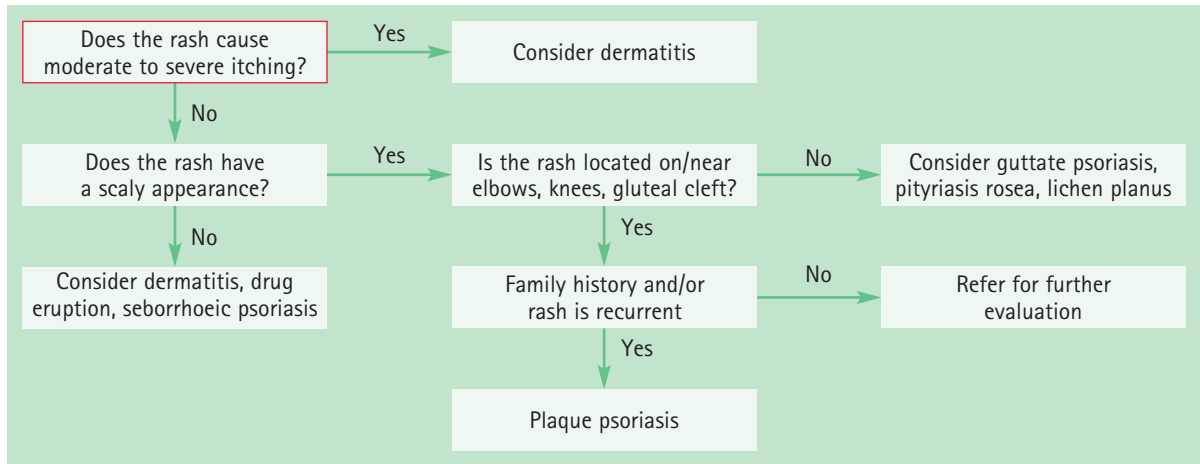 Does the rash cause
moderate to severe itching?
Yes
Consider dermatitis
No
Does the rash have
a scaly appearance?
Yes
Is the rash located on/near
elbows, knees, gluteal cleft?
No
Consider guttate psoriasis,
pityriasis rosea, lichen planus
No
Consider dermatitis, drug
eruption, seborrhoeic psoriasis
Yes
Family history and/or
rash is recurrent
No
Refer for further
evaluation
Yes
Plaque psoriasis